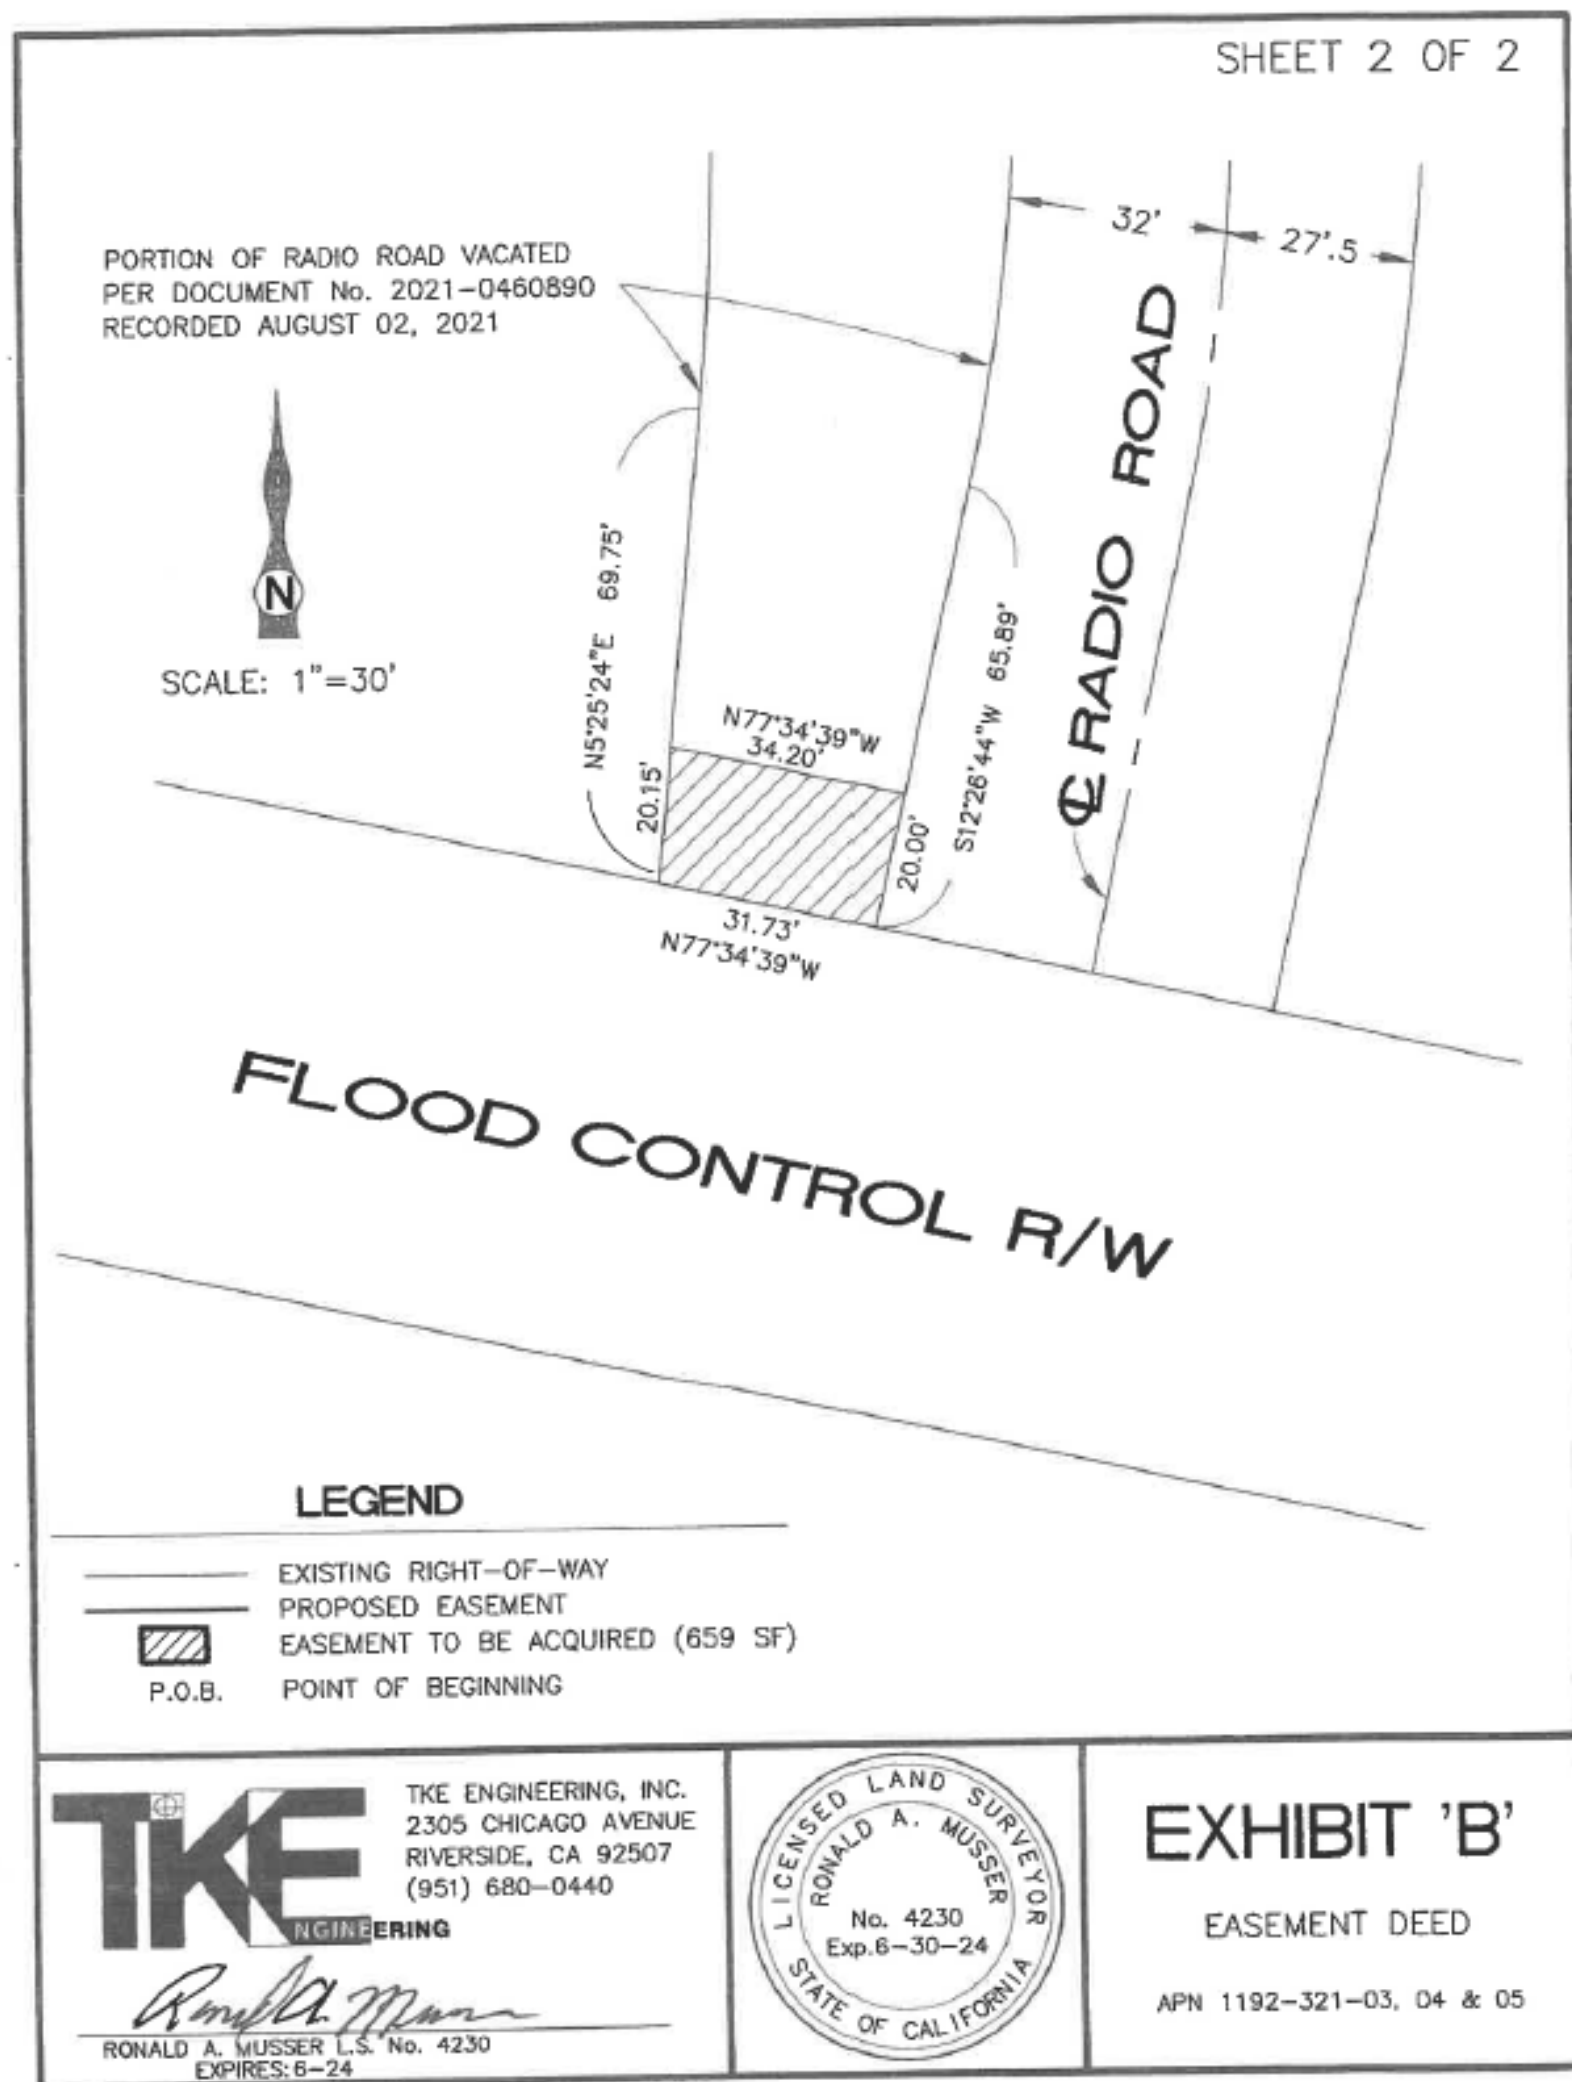 SHEET 2 OF 2
32'
27'.5
PORTION OF RADIO ROAD VACATED
PER DOCUMENT No. 2021-0460890
RECORDED AUGUST 02, 2021
N
SCALE: 1"=30'
N5°25'24"E 69.75'
20.15'
N77°34'39"W
34.20'
20.00'
S12°26'44"W 65.89'
℄ RADIO ROAD
31.73'
N77°34'39"W
FLOOD CONTROL R/W
LEGEND
EXISTING RIGHT-OF-WAY
PROPOSED EASEMENT
EASEMENT TO BE ACQUIRED (659 SF)
P.O.B. POINT OF BEGINNING
TKE
NGINEERING
TKE ENGINEERING, INC.
2305 CHICAGO AVENUE
RIVERSIDE, CA 92507
(951) 680-0440
Ronald A. Musser
RONALD A. MUSSER L.S. No. 4230
EXPIRES: 6-24
LICENSED LAND SURVEYOR
RONALD A. MUSSER
No. 4230
Exp.6-30-24
STATE OF CALIFORNIA
EXHIBIT 'B'
EASEMENT DEED
APN 1192-321-03, 04 & 05